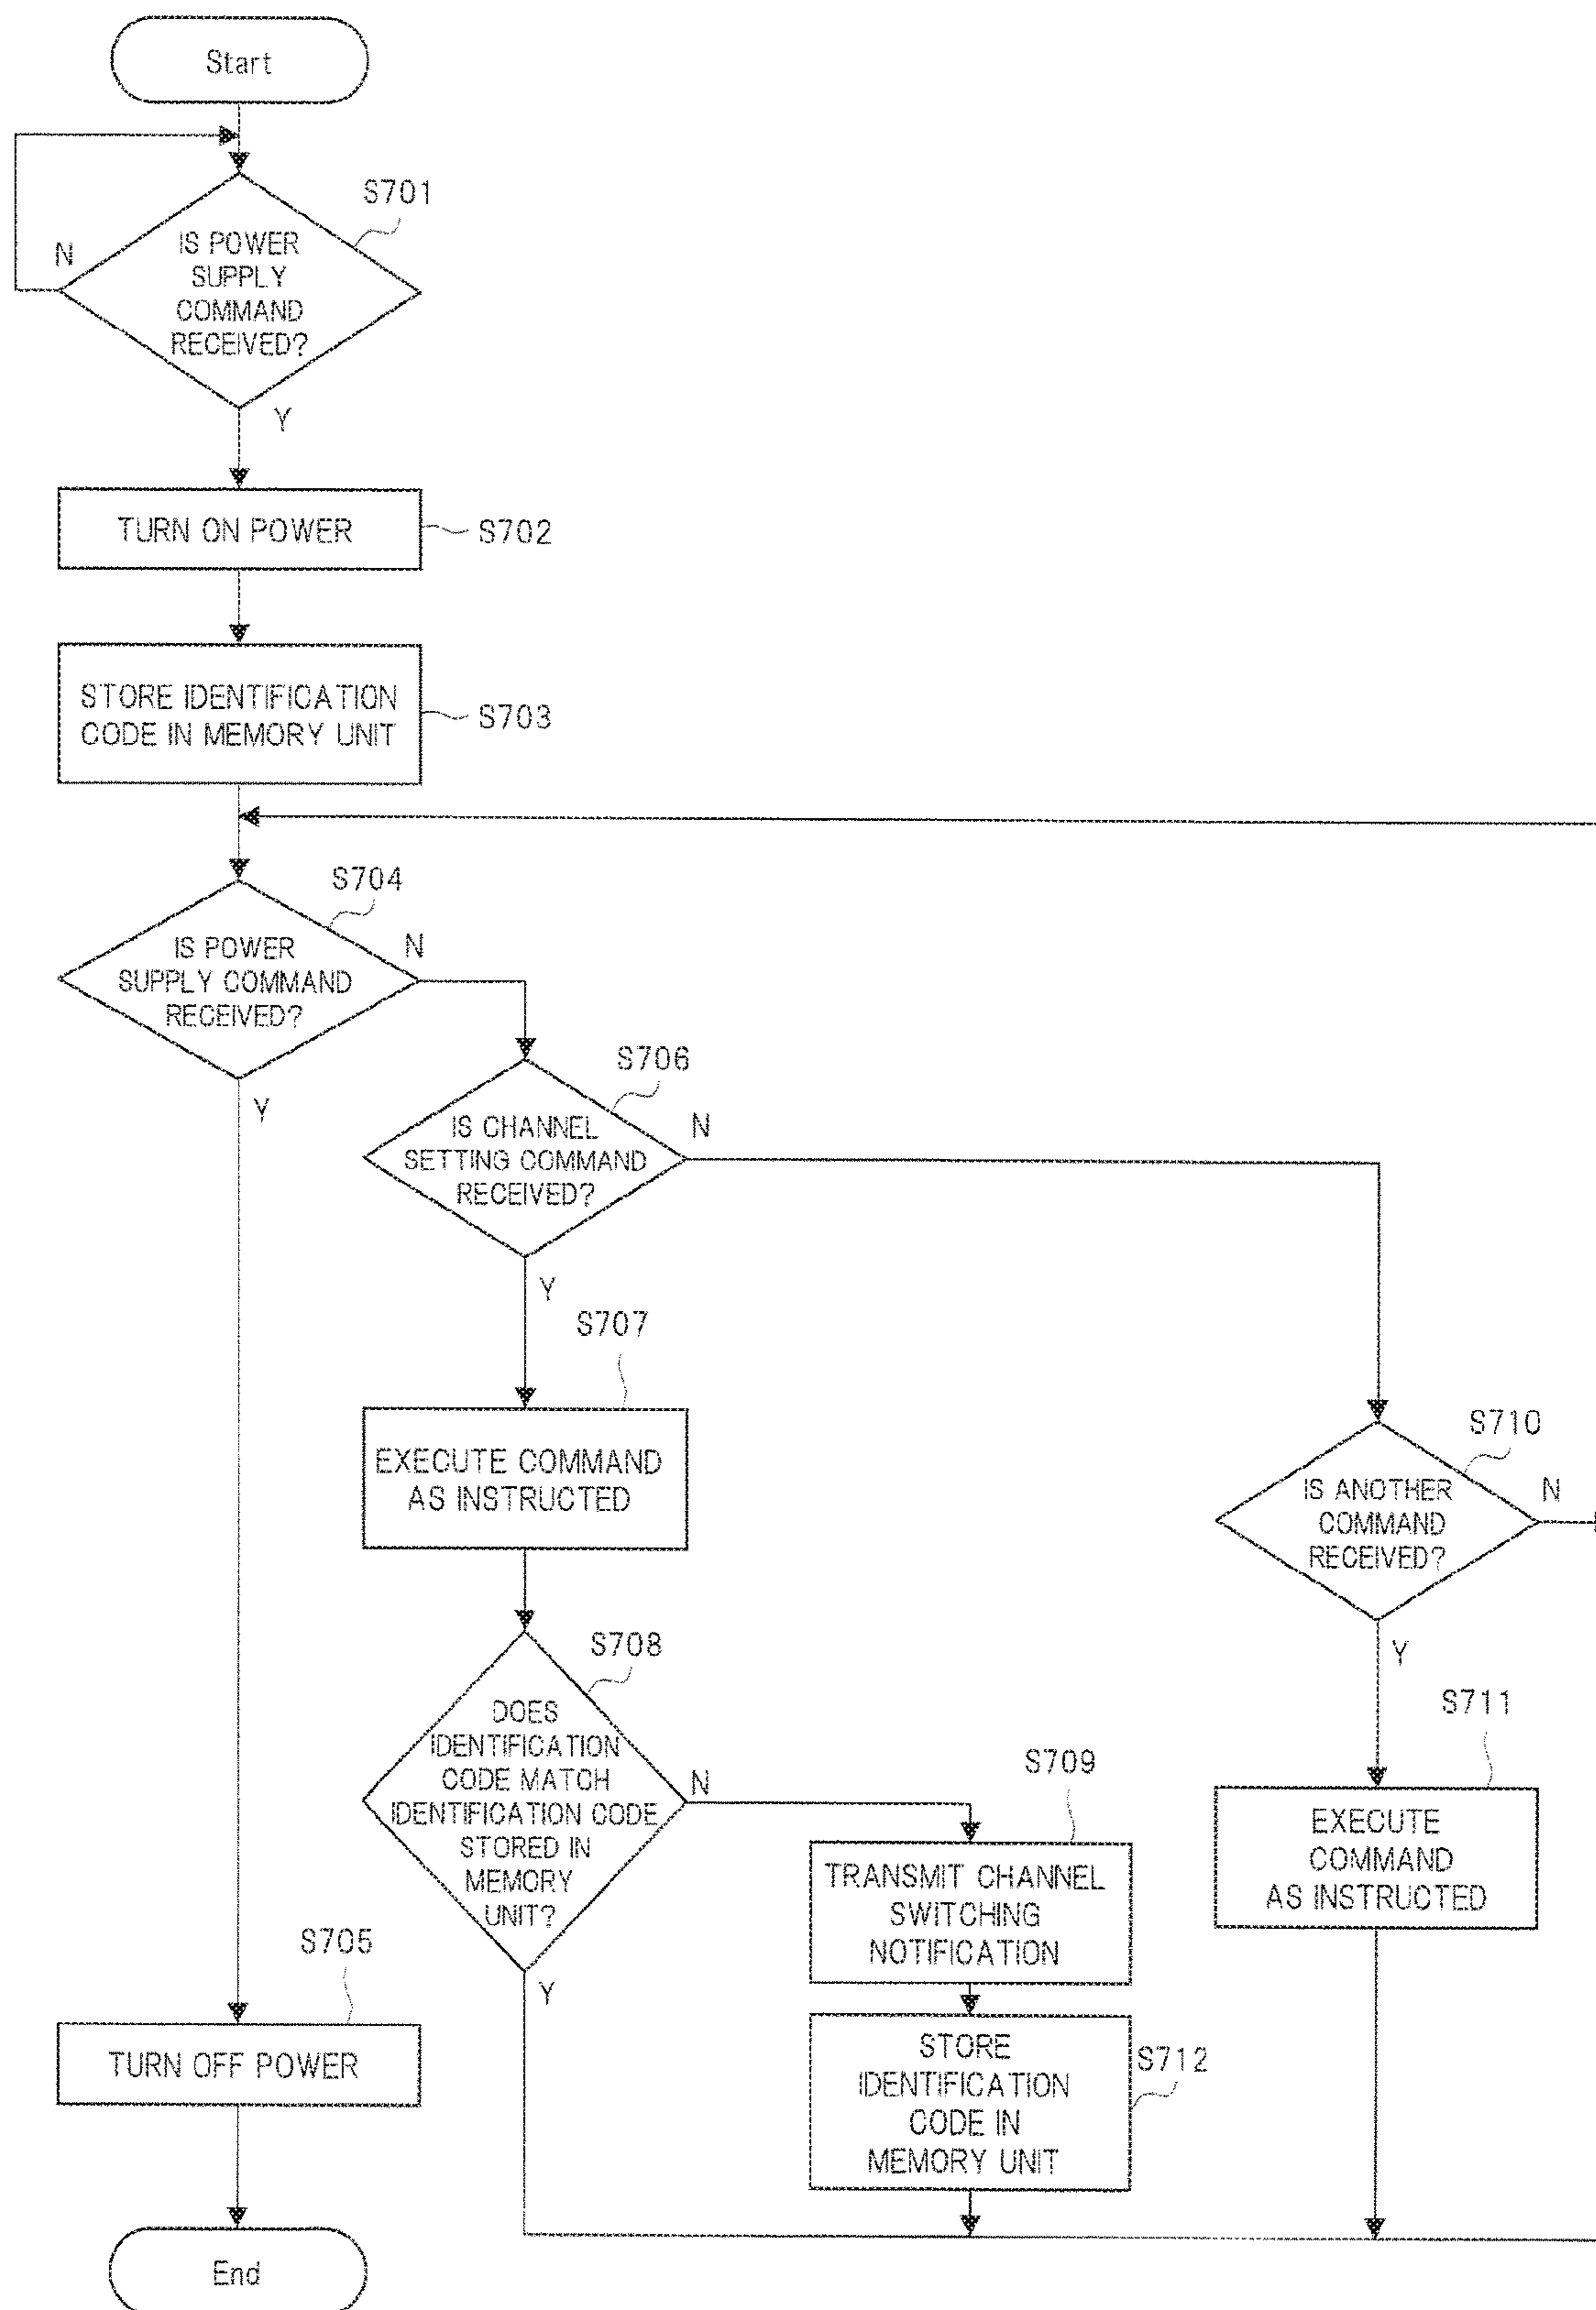 Start
S701
N
IS POWER
SUPPLY
COMMAND
RECEIVED?
Y
TURN ON POWER
S702
STORE IDENTIFICATION
CODE IN MEMORY UNIT
S703
S704
IS POWER
SUPPLY COMMAND
RECEIVED?
N
Y
S706
IS CHANNEL
SETTING COMMAND
RECEIVED?
N
Y
S707
EXECUTE COMMAND
AS INSTRUCTED
S710
IS ANOTHER
COMMAND
RECEIVED?
N
Y
S708
DOES
IDENTIFICATION
CODE MATCH
IDENTIFICATION CODE
STORED IN
MEMORY
UNIT?
N
Y
S709
TRANSMIT CHANNEL
SWITCHING
NOTIFICATION
S711
EXECUTE
COMMAND
AS INSTRUCTED
S705
TURN OFF POWER
STORE
IDENTIFICATION
CODE IN
MEMORY UNIT
S712
End